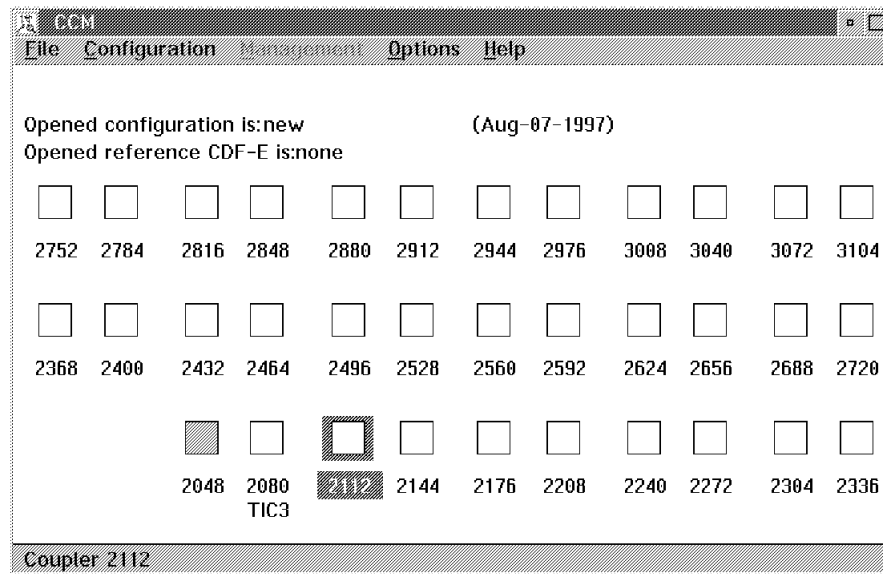 CCM
File Configuration Management Options Help
Opened configuration is:new (Aug-07-1997)
Opened reference CDF-E is:none
2752 2784 2816 2848 2880 2912 2944 2976 3008 3040 3072 3104
2368 2400 2432 2464 2496 2528 2560 2592 2624 2656 2688 2720
2048 2080 2112 2144 2176 2208 2240 2272 2304 2336
TIC3
Coupler 2112